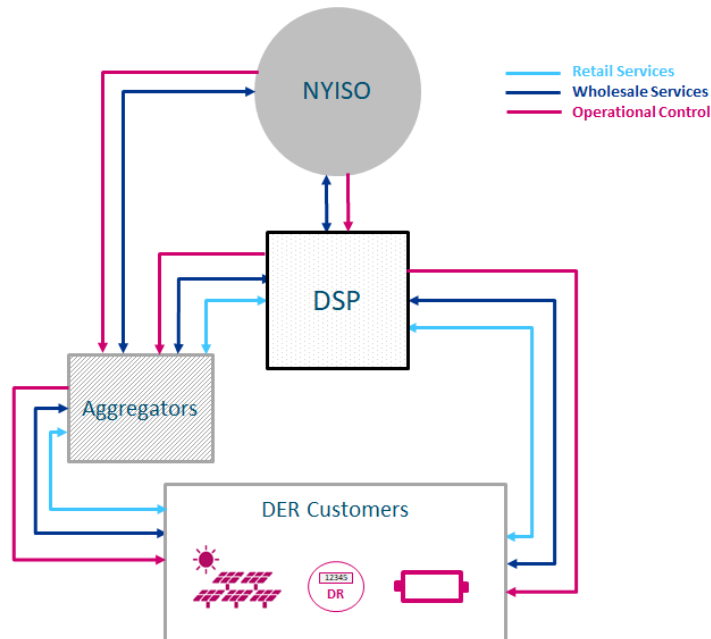 NYISO
Retail Services
Wholesale Services
Operational Control
DSP
Aggregators
DER Customers
12345
DR